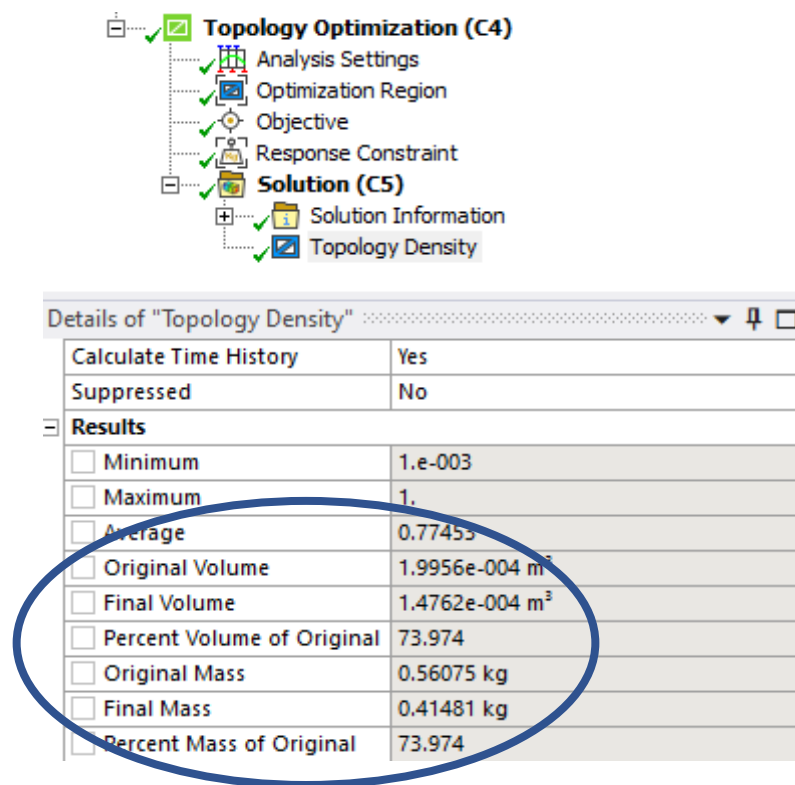 Topology Optimization (C4)
Analysis Settings
Optimization Region
Objective
Response Constraint
Solution (C5)
Solution Information
Topology Density
Details of "Topology Density"
Calculate Time History Yes
Suppressed No
Results
Minimum 1.e-003
Maximum 1.
Average 0.77453
Original Volume 1.9956e-004 m³
Final Volume 1.4762e-004 m³
Percent Volume of Original 73.974
Original Mass 0.56075 kg
Final Mass 0.41481 kg
Percent Mass of Original 73.974